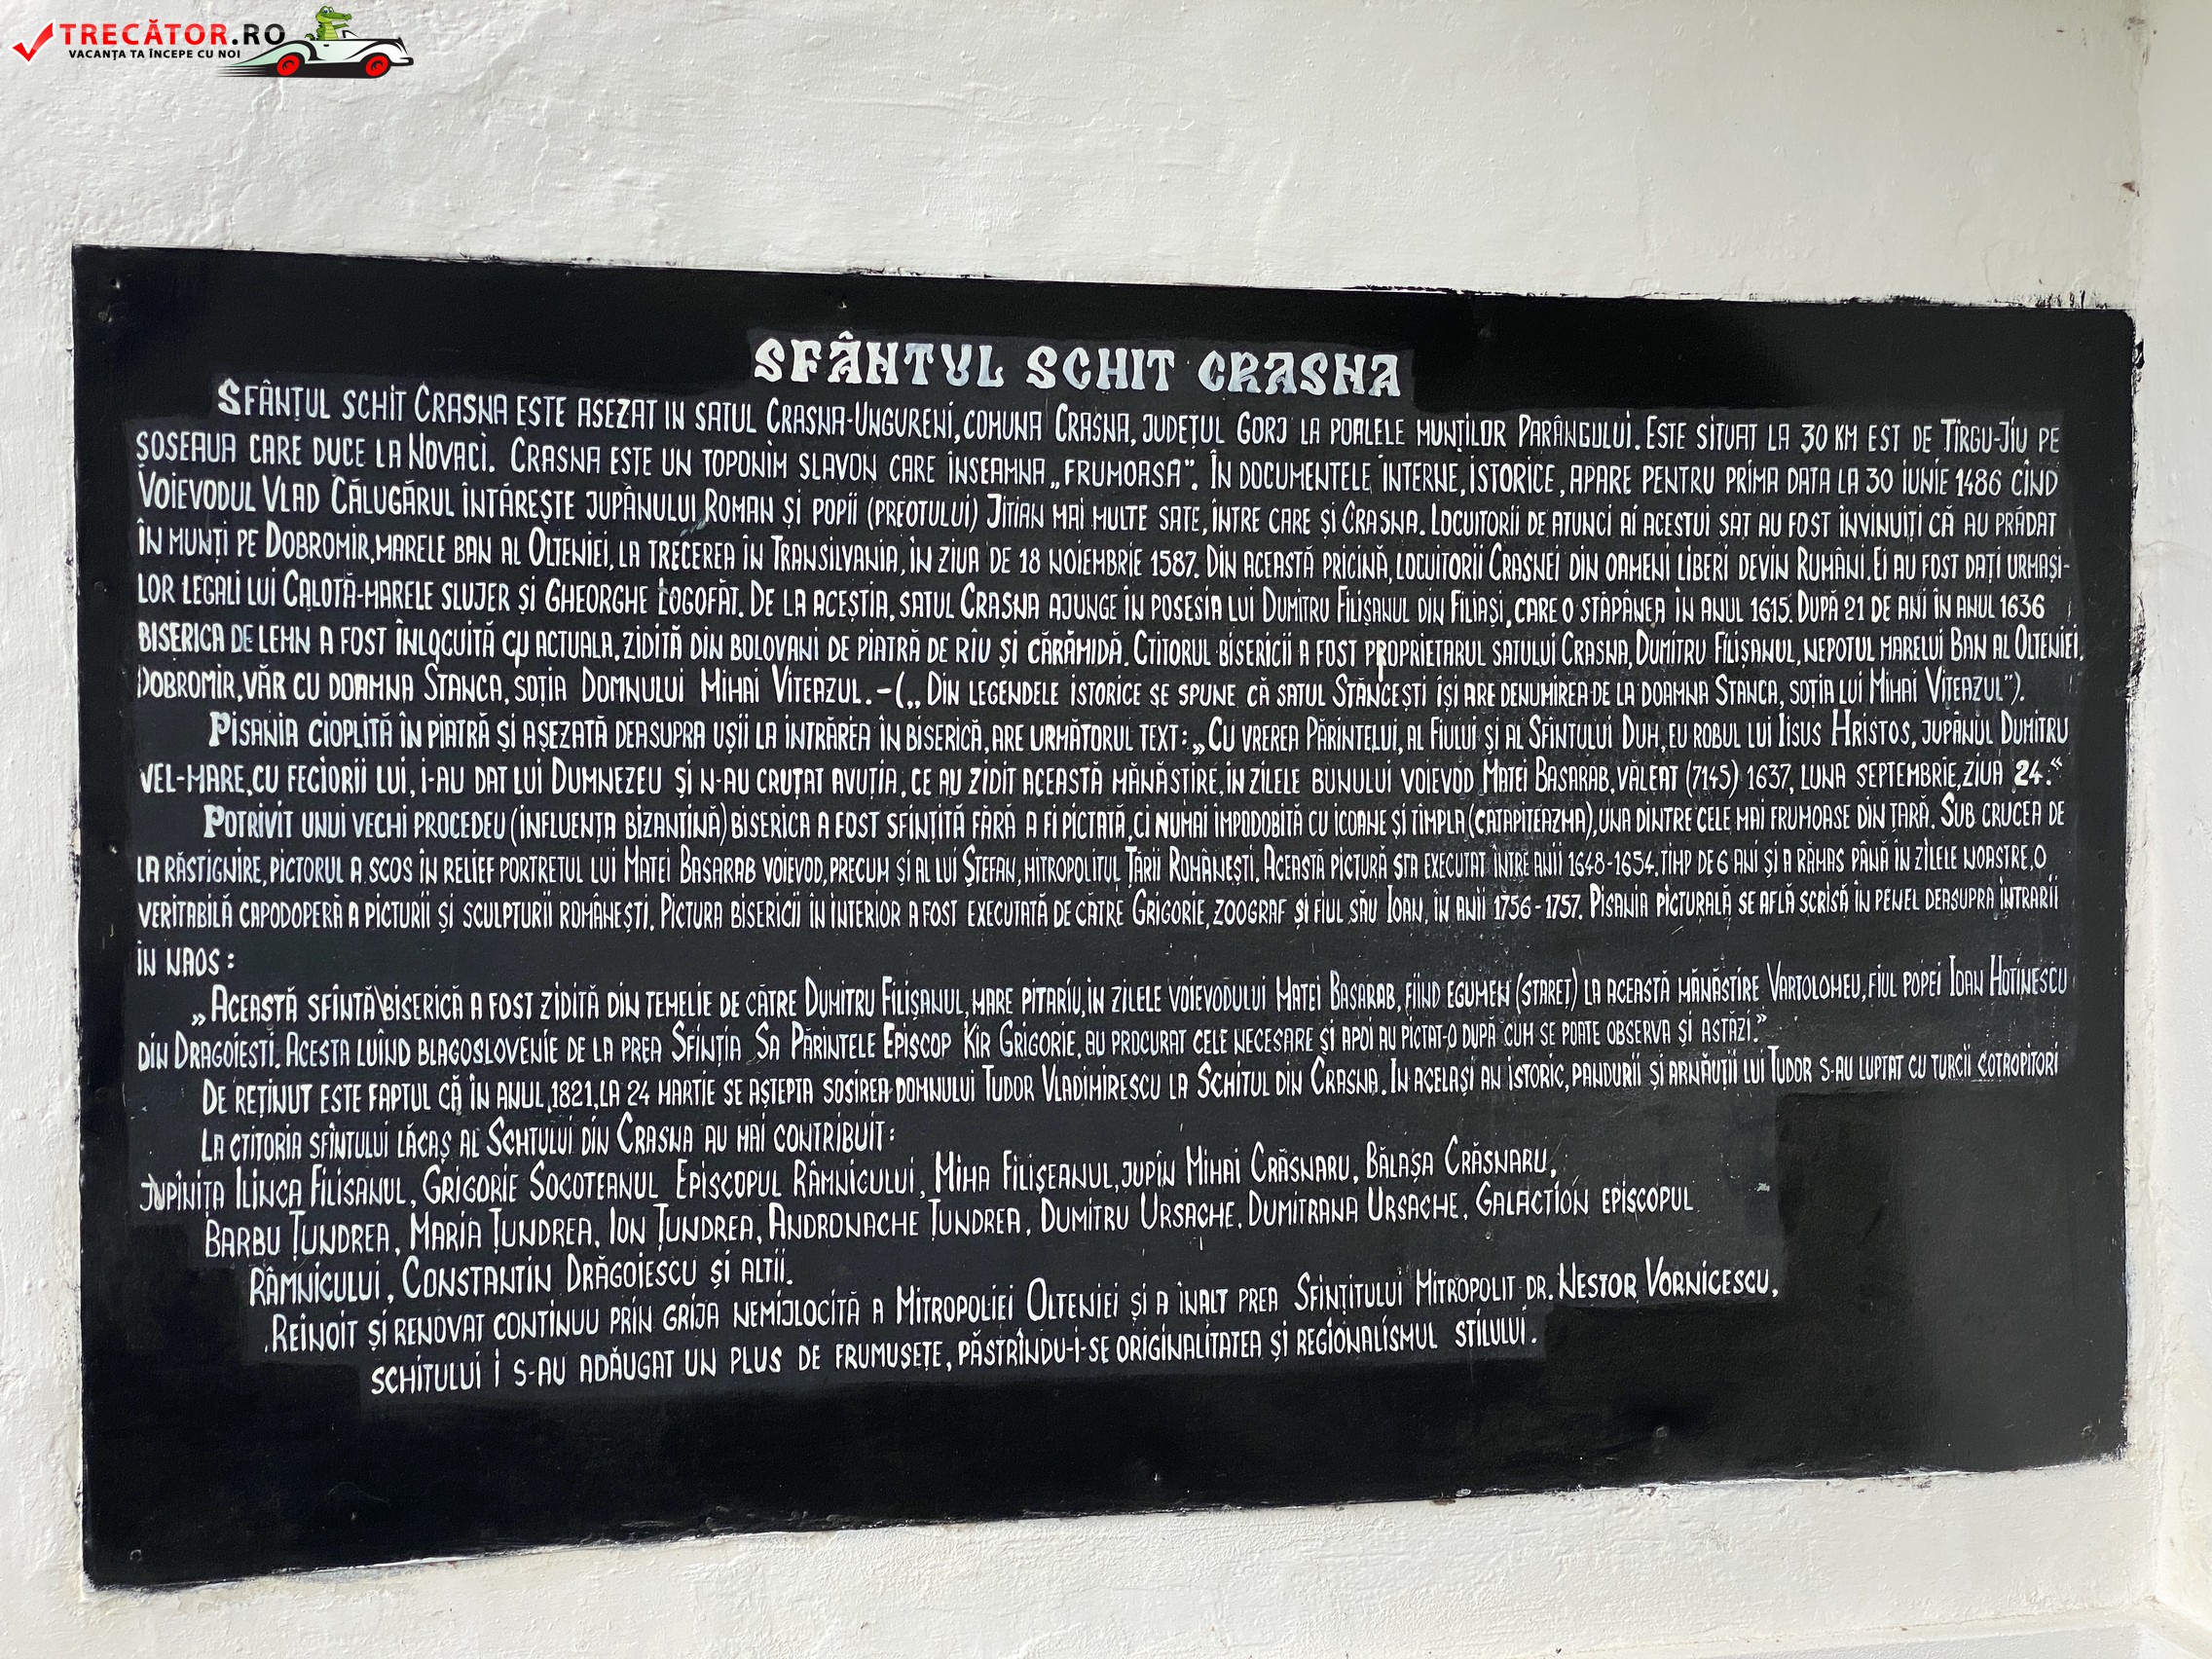 TRECĂTOR.RO
VACANȚA TA ÎNCEPE CU NOI
SFÂNTUL SCHIT CRASNA
SFÂNȚUL SCHIT CRASNA ESTE ASEZAT IN SATUL CRASNA-UNGURENI, COMUNA CRASNA, JUDEȚUL GORJ LA POALELE MUNȚILOR PARÂNGULUI. ESTE SITUAT LA 30 KM EST DE TÎRGU-JIU PE
SOSEAUA CARE DUCE LA NOVACI. CRASNA ESTE UN TOPONIM SLAVON CARE ÎNSEAMNA „FRUMOASA". ÎN DOCUMENTELE INTERNE, ISTORICE, APARE PENTRU PRIMA DATA LA 30 IUNIE 1486 CÎND
VOIEVODUL VLAD CĂLUGĂRUL ÎNTĂREȘTE JUPÂNULUI ROMAN ȘI POPII (PREOTULUI) JITIAN MAI MULTE SATE, ÎNTRE CARE ȘI CRASNA. LOCUITORII DE ATUNCI AI ACESTUI SAT AU FOST ÎNVINUIȚI CĂ AU PRĂDAT
ÎN MUNȚI PE DOBROMIR, MARELE BAN AL OLTENIEI, LA TRECEREA ÎN TRANSILVANIA, ÎN ZIUA DE 18 NOIEMBRIE 1587. DIN ACEASTĂ PRICINĂ, LOCUITORII CRASNEI DIN OAMENI LIBERI DEVIN RUMÂNI. EI AU FOST DAȚI URMAȘI-
LOR LEGALI LUI CALOTĂ-MARELE SLUJER ȘI GHEORGHE LOGOFĂT. DE LA ACEȘTIA, SATUL CRASNA AJUNGE ÎN POSESIA LUI DUMITRU FILIȘANUL DIN FILIAȘI, CARE O STĂPÂNEA ÎN ANUL 1615. DUPĂ 21 DE ANI ÎN ANUL 1636
BISERICA DE LEMN A FOST ÎNLOCUITĂ CU ACTUALA, ZIDITĂ DIN BOLOVANI DE PIATRĂ DE RÎU ȘI CĂRĂMIDĂ. CTITORUL BISERICII A FOST PROPRIETARUL SATULUI CRASNA, DUMITRU FILIȘANUL, NEPOTUL MARELUI BAN AL OLTENIEI,
DOBROMIR, VĂR CU DOAMNA STANCA, SOȚIA DOMNULUI MIHAI VITEAZUL. -(„DIN LEGENDELE ISTORICE SE SPUNE CĂ SATUL STĂNCEȘTI ÎȘI ARE DENUMIREA DE LA DOAMNA STANCA, SOȚIA LUI MIHAI VITEAZUL").
PISANIA CIOPLITĂ ÎN PIATRĂ ȘI AȘEZATĂ DEASUPRA UȘII LA INTRAREA ÎN BISERICĂ, ARE URMĂTORUL TEXT: „CU VREREA PĂRINTELUI, AL FIULUI ȘI AL SFÎNTULUI DUH, EU ROBUL LUI IISUS HRISTOS, JUPÂNUL DUMITRU
VEL-MARE, CU FECIORII LUI, I-AU DAT LUI DUMNEZEU ȘI N-AU CRUȚAT AVUȚIA, CE AU ZIDIT ACEASTĂ MĂNĂSTIRE, IN ZILELE BUNULUI VOIEVOD MATEI BASARAB, VĂLEAT (7145) 1637, LUNA SEPTEMBRIE, ZIUA 24."
POTRIVIT UNUI VECHI PROCEDEU (INFLUENȚA BIZANTINĂ) BISERICA A FOST SFINȚITĂ FĂRĂ A FI PICTATĂ, CI NUMAI ÎMPODOBITĂ CU ICOANE ȘI TÎMPLA (CATAPITEAZMA), UNA DINTRE CELE MAI FRUMOASE DIN ȚARĂ. SUB CRUCEA DE
LA RĂSTIGNIRE, PICTORUL A SCOS ÎN RELIEF PORTRETUL LUI MATEI BASARAB VOIEVOD, PRECUM ȘI AL LUI ȘTEFAN, MITROPOLITUL ȚĂRII ROMÂNEȘTI. ACEASTĂ PICTURĂ S-A EXECUTAT ÎNTRE ANII 1648-1654, TIMP DE 6 ANI ȘI A RĂMAS PÂNĂ ÎN ZILELE NOASTRE, O
VERITABILĂ CAPODOPERĂ A PICTURII ȘI SCULPTURII ROMÂNEȘTI. PICTURA BISERICII ÎN INTERIOR A FOST EXECUTATĂ DE CĂTRE GRIGORIE, ZOOGRAF ȘI FIUL SĂU IOAN, ÎN ANII 1756-1757. PISANIA PICTURALĂ SE AFLĂ SCRISĂ ÎN PENEL DEASUPRA INTRĂRII
ÎN NAOS:
„ACEASTĂ SFÎNTĂ BISERICĂ A FOST ZIDITĂ DIN TEMELIE DE CĂTRE DUMITRU FILIȘANUL, MARE PITARIU, ÎN ZILELE VOIEVODULUI MATEI BASARAB, FIIND EGUMEN (STAREȚ) LA ACEASTĂ MĂNĂSTIRE VARTOLOMEU, FIUL POPEI IOAN HOTINESCU
DIN DRAGOIEȘTI. ACESTA LUÎND BLAGOSLOVENIE DE LA PREA SFINȚIA SA PĂRINTELE EPISCOP KIR GRIGORIE, AU PROCURAT CELE NECESARE ȘI APOI AU PICTAT-O DUPĂ CUM SE POATE OBSERVA ȘI ASTĂZI."
DE REȚINUT ESTE FAPTUL CĂ ÎN ANUL 1821, LA 24 MARTIE SE AȘTEPTA SOSIREA DOMNULUI TUDOR VLADIMIRESCU LA SCHITUL DIN CRASNA. IN ACELAȘI AN ISTORIC, PANDURII ȘI ARNĂUȚII LUI TUDOR S-AU LUPTAT CU TURCII COTROPITORI
LA CTITORIA SFÎNTULUI LĂCAȘ AL SCHTULUI DIN CRASNA AU MAI CONTRIBUIT:
JUPÎNIȚA ILINCA FILISANUL, GRIGORIE SOCOTEANUL EPISCOPUL RÂMNICULUI, MIHA FILIȘEANUL, JUPÎN MIHAI CRĂSNARU, BĂLAȘA CRĂSNARU,
BARBU ȚUNDREA, MARIA ȚUNDREA, ION ȚUNDREA, ANDRONACHE ȚUNDREA, DUMITRU URSACHE, DUMITRANA URSACHE, GALACTION EPISCOPUL
RÂMNICULUI, CONSTANTIN DRĂGOIESCU ȘI ALTII.
REÎNOIT ȘI RENOVAT CONTINUU PRIN GRIJA NEMIJLOCITĂ A MITROPOLIEI OLTENIEI ȘI A ÎNALT PREA SFINȚITULUI MITROPOLIT DR. NESTOR VORNICESCU,
SCHITULUI I S-AU ADĂUGAT UN PLUS DE FRUMUSEȚE, PĂSTRÎNDU-I-SE ORIGINALITATEA ȘI REGIONALISMUL STILULUI.